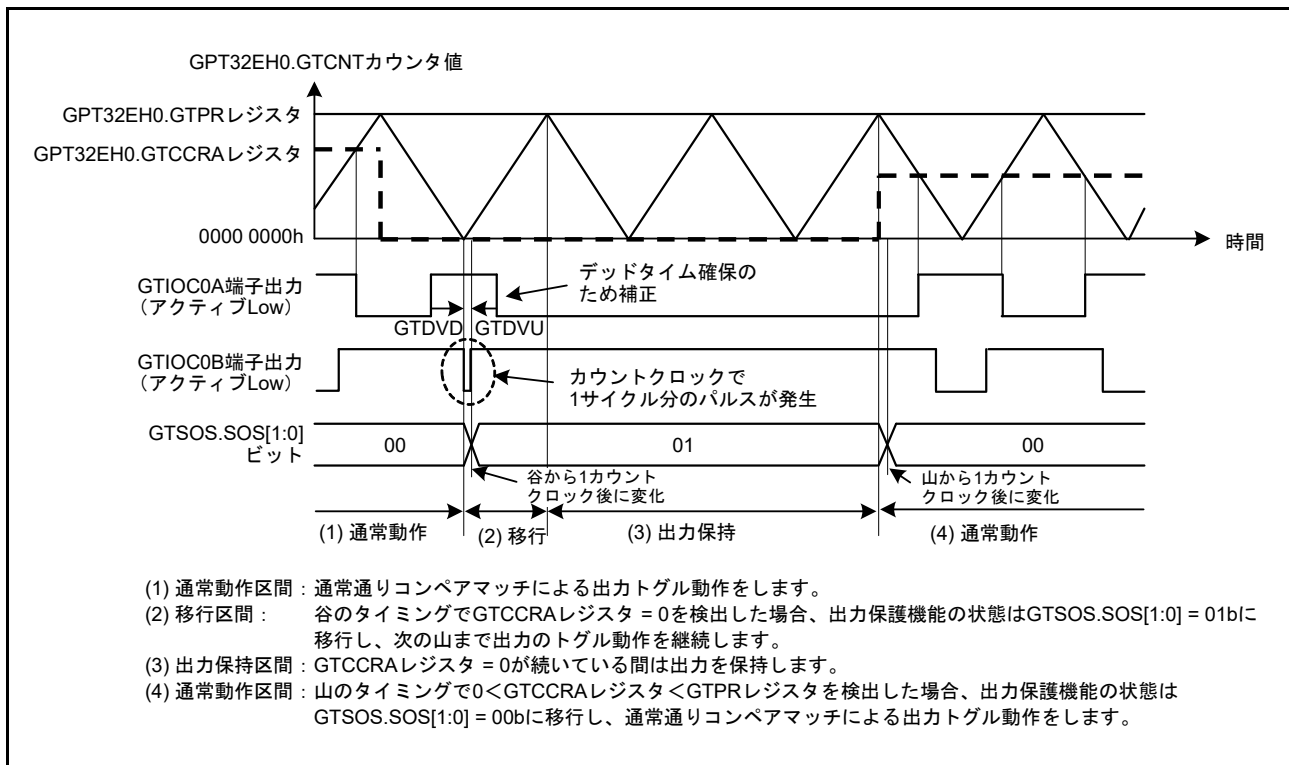 GPT32EH0.GTCNTカウンタ値
GPT32EH0.GTPRレジスタ
GPT32EH0.GTCCRAレジスタ
0000 0000h
時間
GTIOC0A端子出力
(アクティブLow)
デッドタイム確保の
ため補正
GTDVD
GTDVU
GTIOC0B端子出力
(アクティブLow)
カウントクロックで
1サイクル分のパルスが発生
GTSOS.SOS[1:0]
ビット
00
01
00
谷から1カウント
クロック後に変化
山から1カウント
クロック後に変化
(1) 通常動作
(2) 移行
(3) 出力保持
(4) 通常動作
(1) 通常動作区間:通常通りコンペアマッチによる出力トグル動作をします。
(2) 移行区間: 谷のタイミングでGTCCRAレジスタ = 0を検出した場合、出力保護機能の状態はGTSOS.SOS[1:0] = 01bに
移行し、次の山まで出力のトグル動作を継続します。
(3) 出力保持区間:GTCCRAレジスタ = 0が続いている間は出力を保持します。
(4) 通常動作区間:山のタイミングで0<GTCCRAレジスタ<GTPRレジスタを検出した場合、出力保護機能の状態は
GTSOS.SOS[1:0] = 00bに移行し、通常通りコンペアマッチによる出力トグル動作をします。